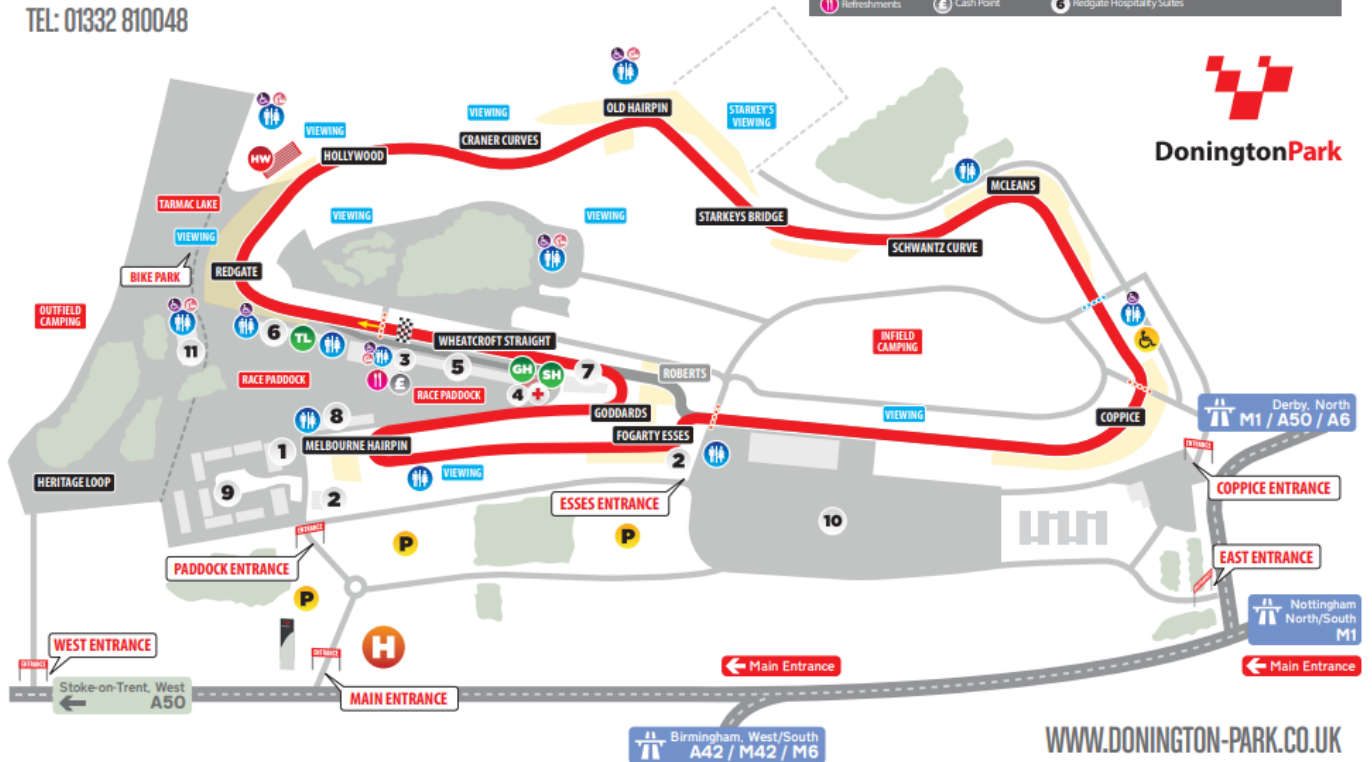 TEL: 01332 810048
Refreshments
£ Cash Point
6 Redgate Hospitality Suites
DoningtonPark
OLD HAIRPIN
VIEWING
STARKEY'S
VIEWING
VIEWING
CRANER CURVES
HW
HOLLYWOOD
MCLEANS
TARMAC LAKE
VIEWING
VIEWING
STARKEYS BRIDGE
VIEWING
SCHWANTZ CURVE
BIKE PARK
REDGATE
OUTFIELD
CAMPING
6
TL
WHEATCROFT STRAIGHT
INFIELD
CAMPING
11
3
5
GH
SH
7
ROBERTS
RACE PADDOCK
£
RACE PADDOCK
4
GODDARDS
VIEWING
COPPICE
Derby, North
M1 / A50 / A6
8
MELBOURNE HAIRPIN
FOGARTY ESSES
1
2
ENTRANCE
VIEWING
HERITAGE LOOP
9
2
ESSES ENTRANCE
COPPICE ENTRANCE
10
ENTRANCE
P
P
PADDOCK ENTRANCE
EAST ENTRANCE
ENTRANCE
P
Nottingham
North/South
M1
WEST ENTRANCE
H
ENTRANCE
ENTRANCE
Main Entrance
Main Entrance
Stoke-on-Trent, West
A50
MAIN ENTRANCE
Birmingham, West/South
A42 / M42 / M6
WWW.DONINGTON-PARK.CO.UK